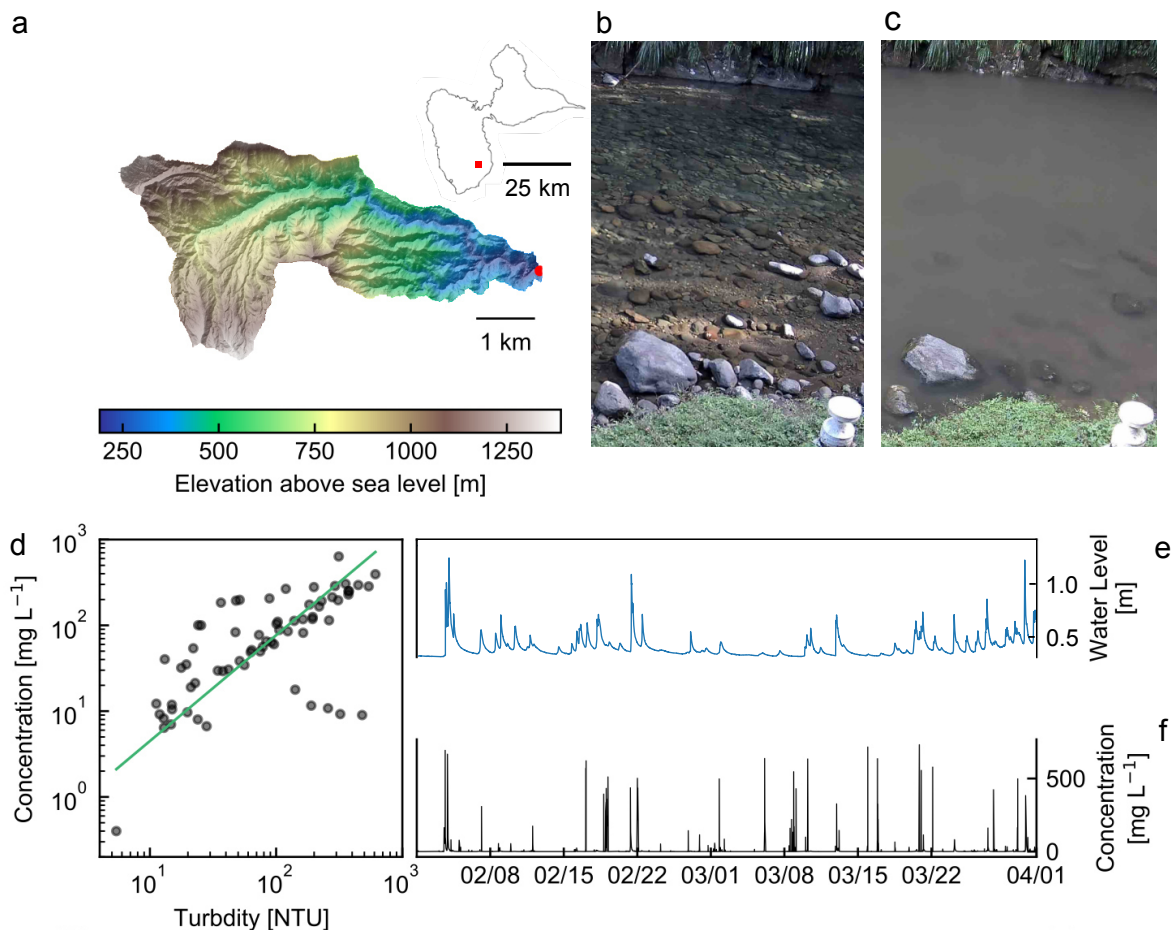 a
b
c
25 km
1 km
250 500 750 1000 1250
Elevation above sea level [m]
d
10³
10²
10¹
10⁰
Concentration [mg L⁻¹]
10¹ 10² 10³
Turbdity [NTU]
e
1.0
0.5
Water Level
[m]
f
500
0
Concentration
[mg L⁻¹]
02/08 02/15 02/22 03/01 03/08 03/15 03/22 04/01